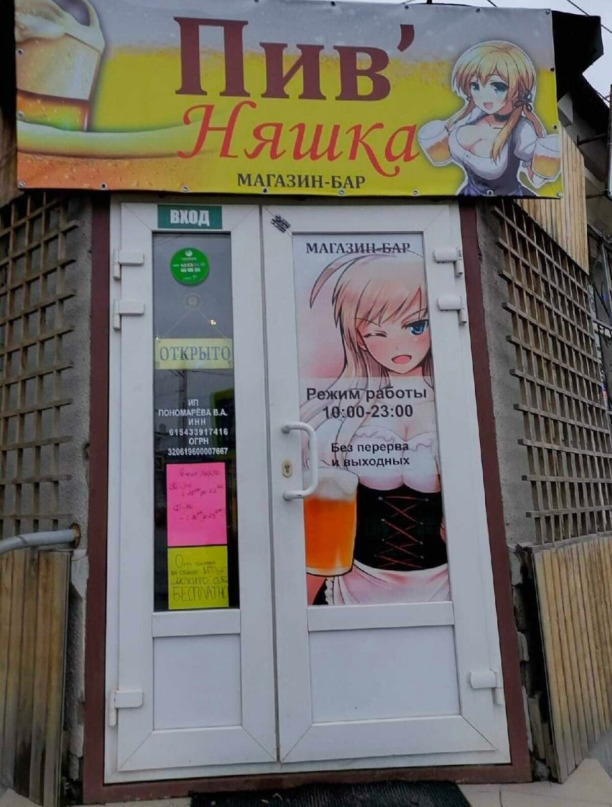 Пив'
Няшка
МАГАЗИН-БАР
ВХОД
МАГАЗИН-БАР
ОТКРЫТО
Режим работы
10:00-23:00
Без перерва
и выходных
ИП
ПОНОМАРЁВА В.А.
ИНН
615433917416
ОГРН
320619600007667
БЕСПЛАТНО